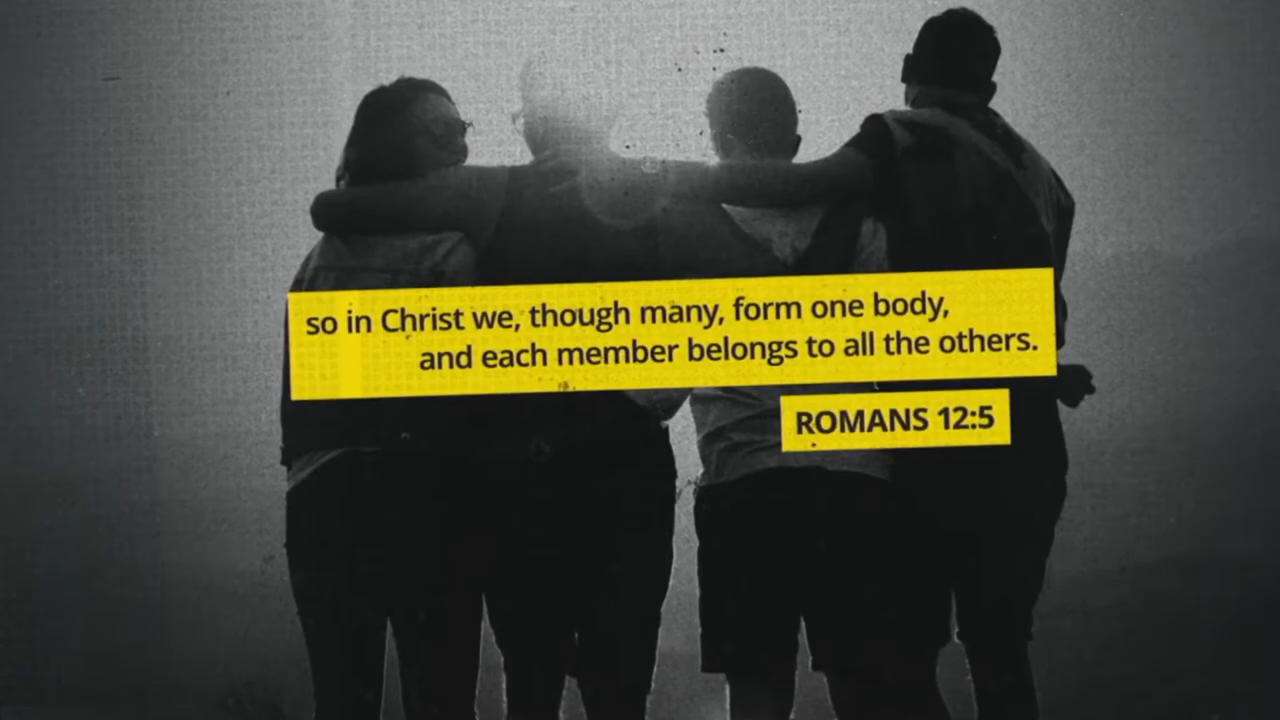 so in Christ we, though many, form one body,
and each member belongs to all the others.
ROMANS 12:5